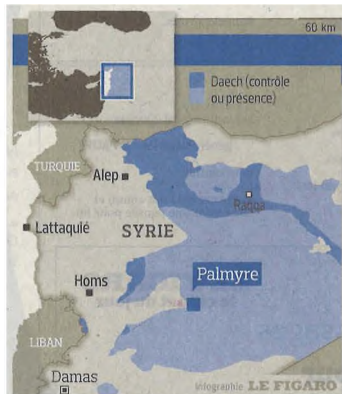 60 km
Daech (contrôle
ou présence)
TURQUIE
Alep
Raqqa
Lattaquié
SYRIE
Palmyre
Homs
LIBAN
Damas
infographie LE FIGARO